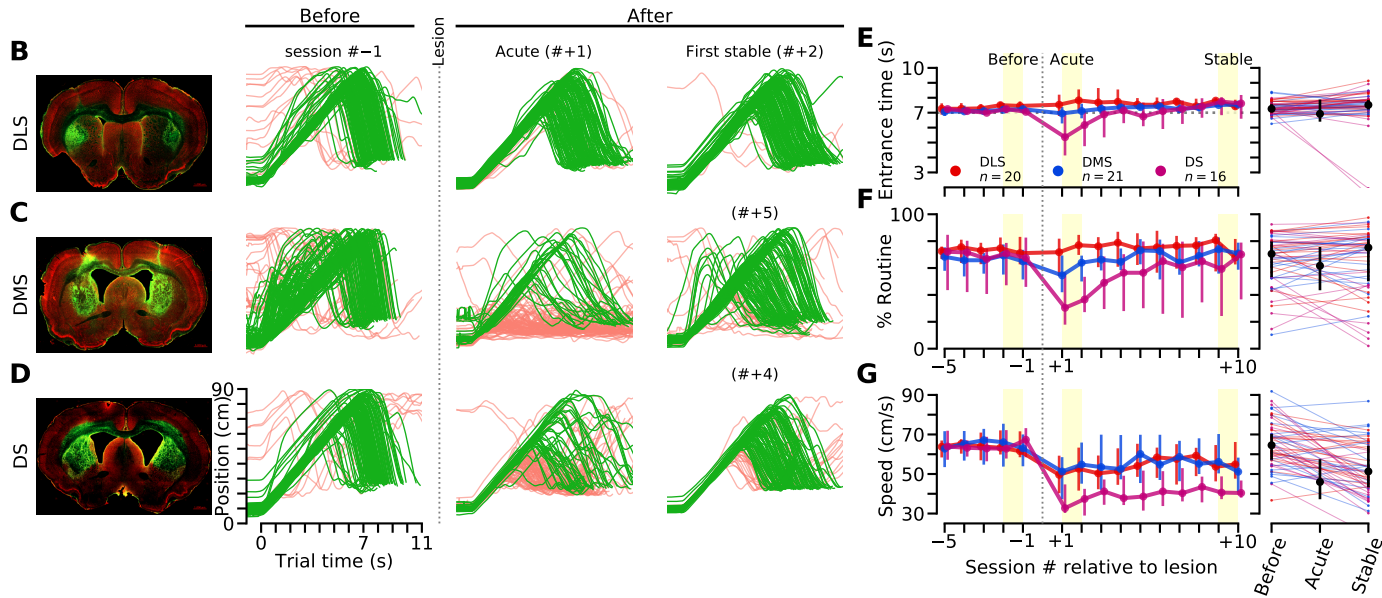 Before
After
Lesion
B
session #−1
Acute (#+1)
First stable (#+2)
DLS
C
(#+5)
DMS
D
(#+4)
DS
90
Position (cm)
0
0
7
11
Trial time (s)
E
Entrance time (s)
10
7
3
Before
Acute
Stable
DLS
n = 20
DMS
n = 21
DS
n = 16
F
% Routine
100
0
−5
−1
+1
+10
G
Speed (cm/s)
90
70
50
30
−5
−1
+1
+10
Session # relative to lesion
Before
Acute
Stable